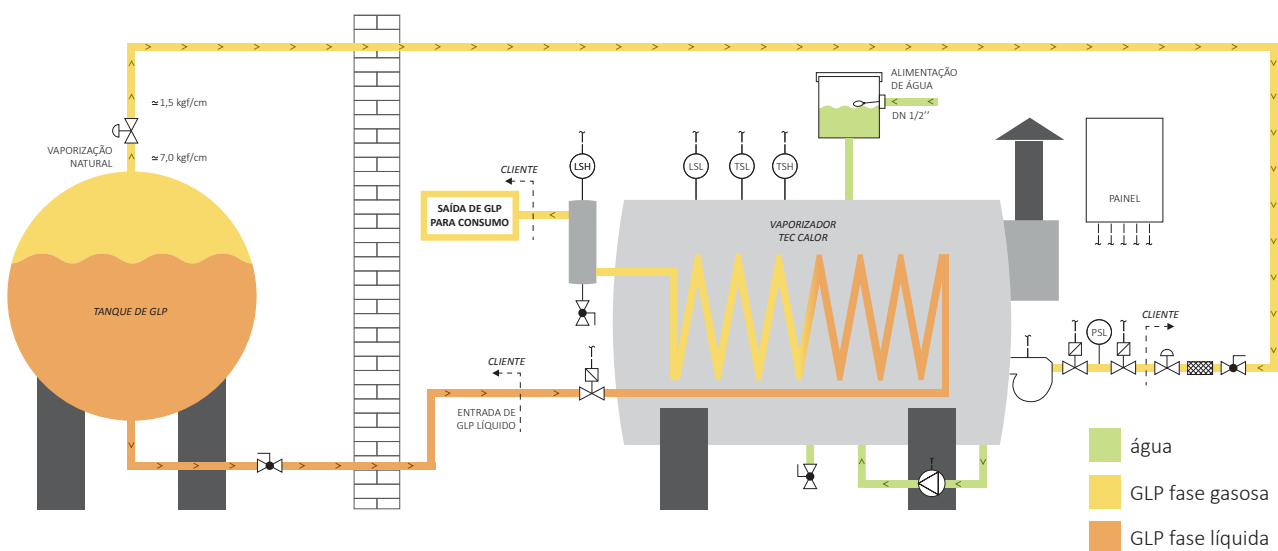 ≃1,5 kgf/cm
VAPORIZAÇÃO
NATURAL
≃7,0 kgf/cm
TANQUE DE GLP
CLIENTE
SAÍDA DE GLP
PARA CONSUMO
LSH
LSL
TSL
TSH
ALIMENTAÇÃO
DE ÁGUA
DN 1/2’’
VAPORIZADOR
TEC CALOR
PAINEL
CLIENTE
ENTRADA DE
GLP LÍQUIDO
PSL
CLIENTE
água
GLP fase gasosa
GLP fase líquida